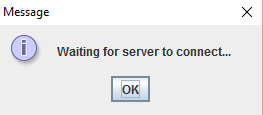 Message
Waiting for server to connect...
OK